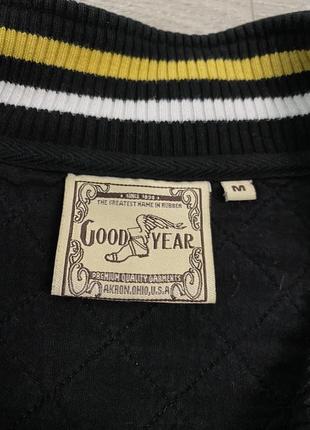 SINCE 1898
THE GREATEST NAME IN RUBBER
GOOD YEAR
PREMIUM QUALITY GARMENTS
AKRON, OHIO, U.S.A
M